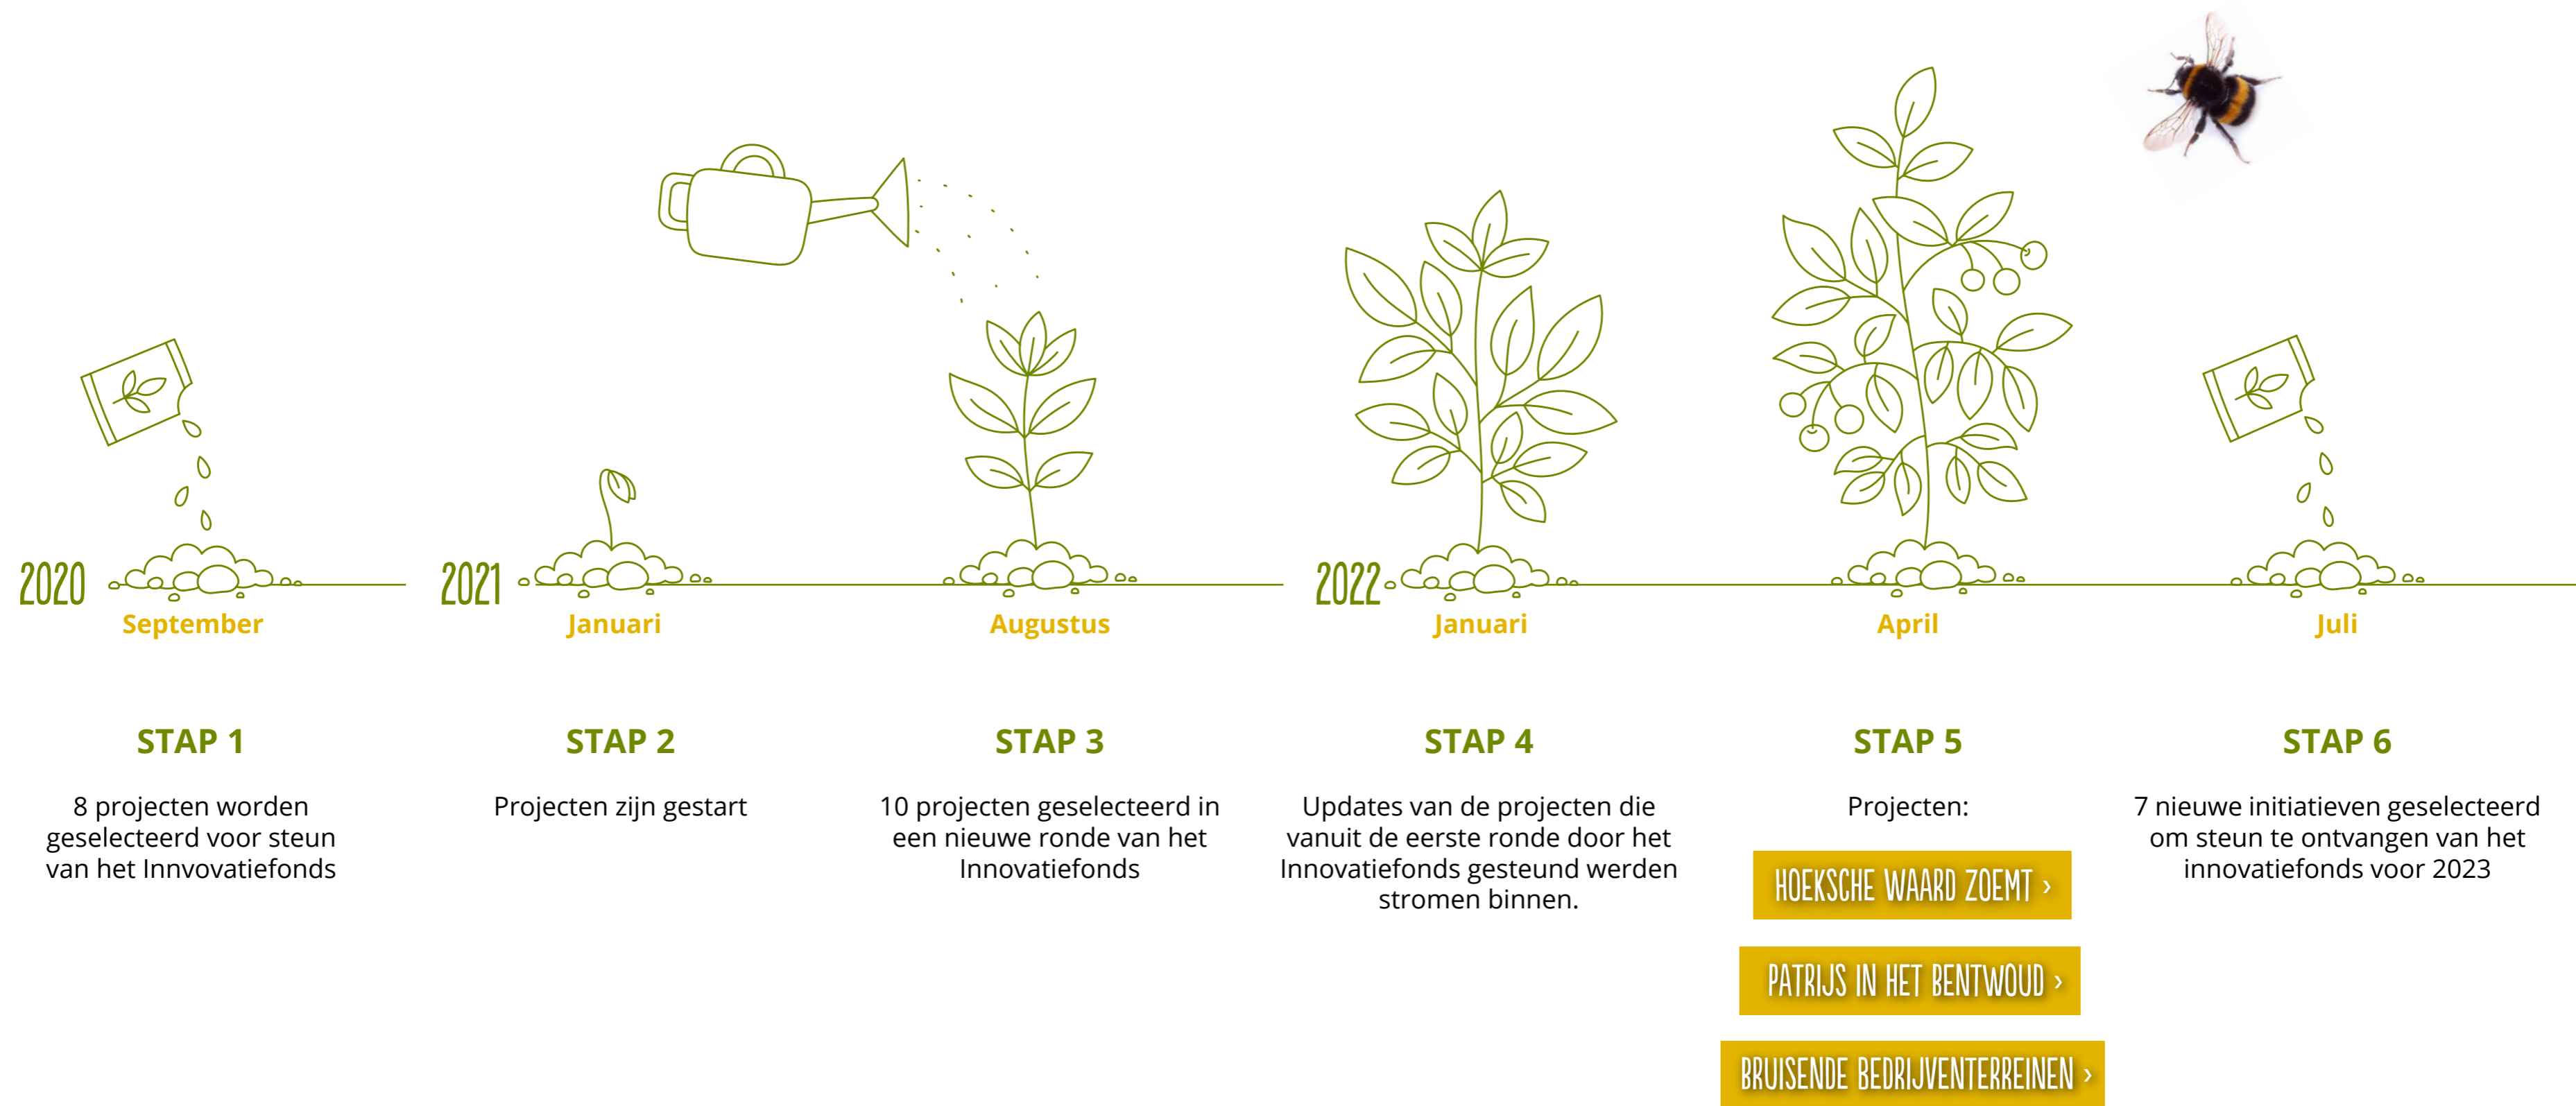 2020
September
2021
Januari
Augustus
2022
Januari
April
Juli
STAP 1
8 projecten worden
geselecteerd voor steun
van het Innvovatiefonds
STAP 2
Projecten zijn gestart
STAP 3
10 projecten geselecteerd in
een nieuwe ronde van het
Innovatiefonds
STAP 4
Updates van de projecten die
vanuit de eerste ronde door het
Innovatiefonds gesteund werden
stromen binnen.
STAP 5
Projecten:
HOEKSCHE WAARD ZOEMT ›
PATRIJS IN HET BENTWOUD ›
BRUISENDE BEDRIJVENTERREINEN ›
STAP 6
7 nieuwe initiatieven geselecteerd
om steun te ontvangen van het
innovatiefonds voor 2023